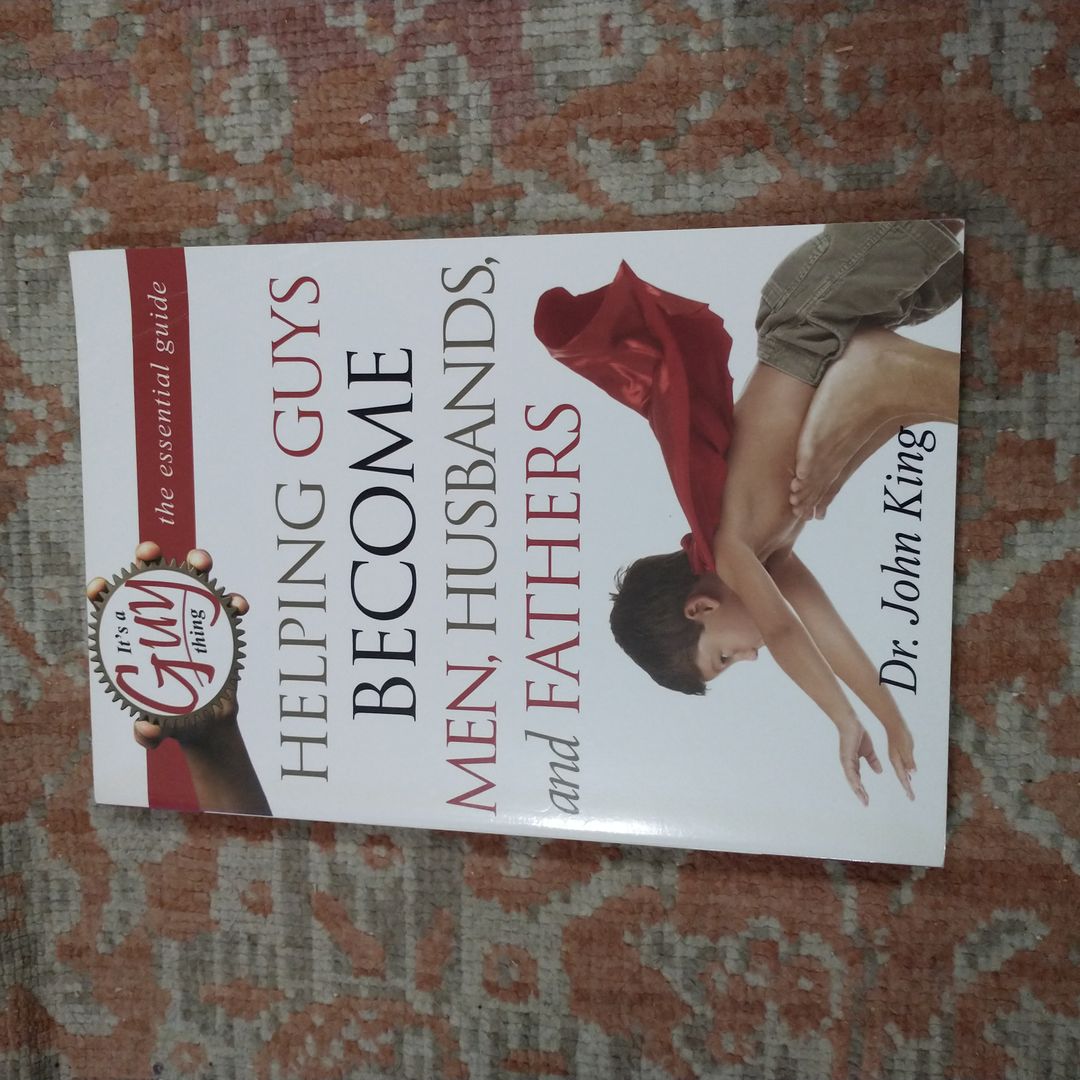 It's a
Guy
thing
the essential guide
HELPING GUYS
BECOME
MEN, HUSBANDS,
and FATHERS
Dr. John King